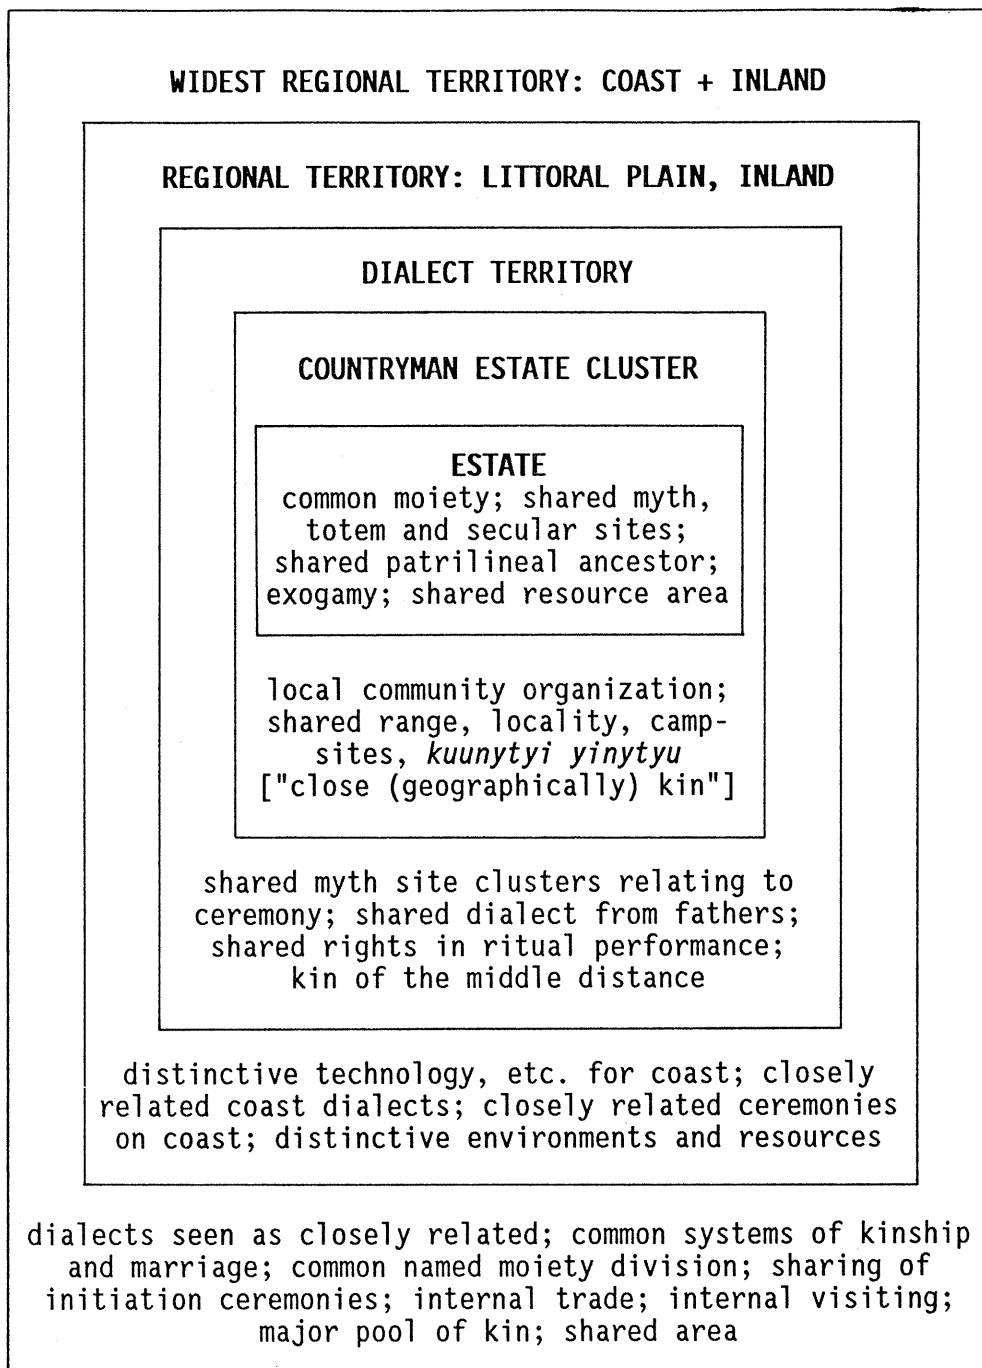 WIDEST REGIONAL TERRITORY: COAST + INLAND
REGIONAL TERRITORY: LITTORAL PLAIN, INLAND
DIALECT TERRITORY
COUNTRYMAN ESTATE CLUSTER
ESTATE
common moiety; shared myth,
totem and secular sites;
shared patrilineal ancestor;
exogamy; shared resource area
local community organization;
shared range, locality, camp-
sites, kuunytyi yinytyu
["close (geographically) kin"]
shared myth site clusters relating to
ceremony; shared dialect from fathers;
shared rights in ritual performance;
kin of the middle distance
distinctive technology, etc. for coast; closely
related coast dialects; closely related ceremonies
on coast; distinctive environments and resources
dialects seen as closely related; common systems of kinship
and marriage; common named moiety division; sharing of
initiation ceremonies; internal trade; internal visiting;
major pool of kin; shared area